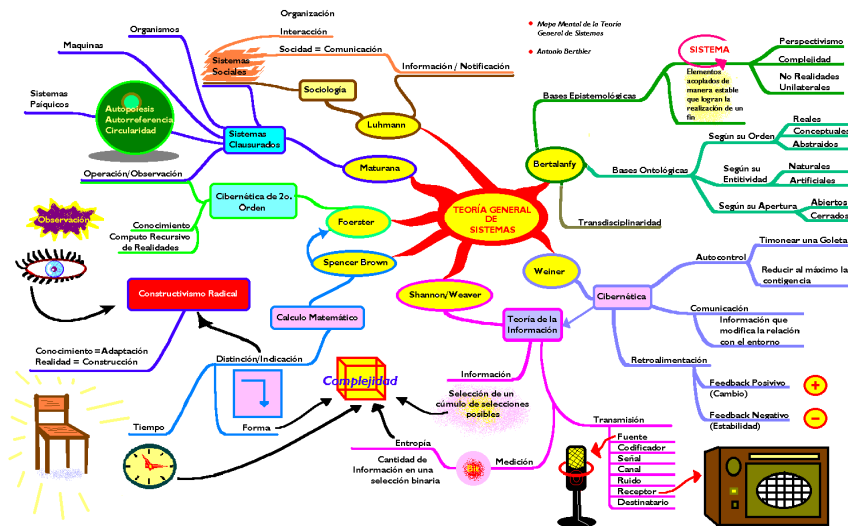 Mapa Mental de la Teoría
General de Sistemas
Antonio Berthier
TEORÍA GENERAL
DE
SISTEMAS
Luhmann
Sociología
Información / Notificación
Sistemas
Sociales
Organización
Interacción
Socidad = Comunicación
Maturana
Sistemas
Clausurados
Organismos
Maquinas
Sistemas
Psíquicos
Autopoiesis
Autorreferencia
Circularidad
Operación/Observación
Foerster
Cibernética de 2o.
Órden
Conocimiento
Computo Recursivo
de Realidades
Observación
Spencer Brown
Calculo Matemático
Distinción/Indicación
Tiempo
Forma
Constructivismo Radical
Conocimiento =Adaptación
Realidad = Construcción
Complejidad
Shannon/Weaver
Teoría de la
Información
Información
Selección de un
cúmulo de selecciones
posibles
Medición
Bit
Entropía
Cantidad de
Información en una
selección binaria
Transmisión
Fuente
Codificador
Señal
Canal
Ruido
Receptor
Destinatario
Weiner
Cibernética
Autocontrol
Timonear una Goleta
Reducir al máximo la
contigencia
Comunicación
Información que
modifica la relación
con el entorno
Retroalimentación
Feedback Posivivo
(Cambio)
+
Feedback Negativo
(Estabilidad)
−
Bertalanfy
Bases Epistemológicas
SISTEMA
Elementos
acoplados de
manera estable
que logran la
realización de un
fin
Perspectivismo
Complejidad
No Realidades
Unilaterales
Bases Ontológicas
Según su Orden
Reales
Conceptuales
Abstraidos
Según su
Entitividad
Naturales
Artificiales
Según su Apertura
Abiertos
Cerrados
Transdisciplinaridad